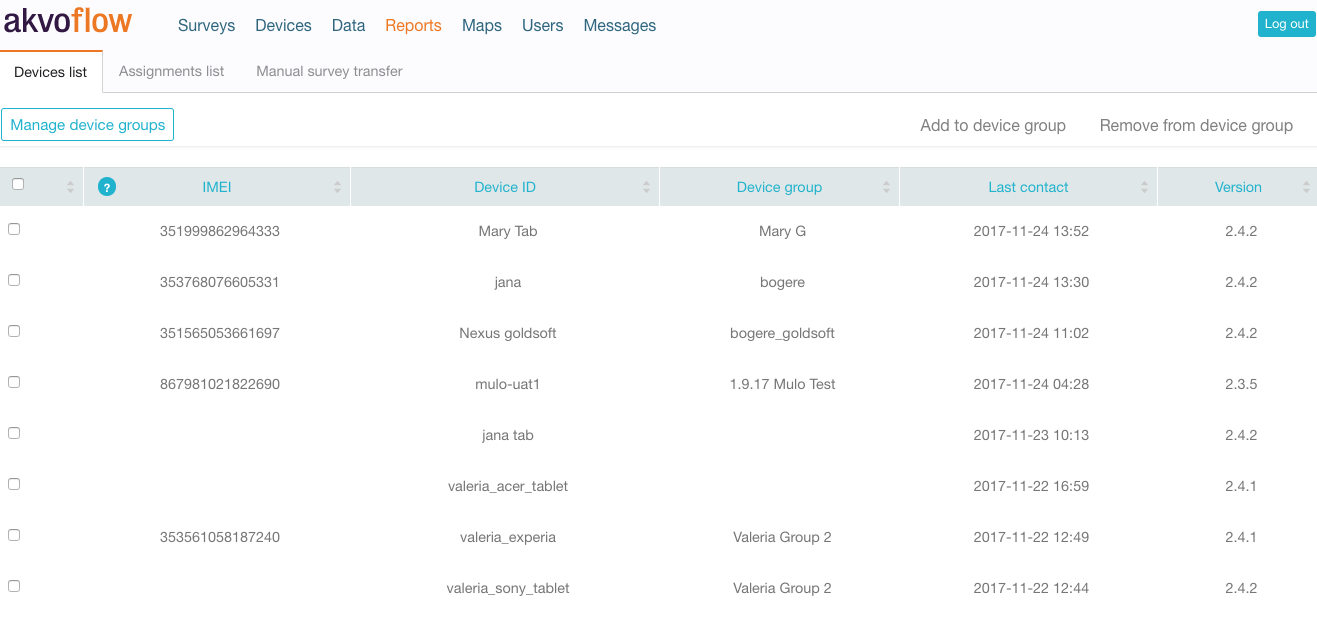 akvoflow Surveys Devices Data Reports Maps Users Messages Log out
Devices list Assignments list Manual survey transfer
Manage device groups Add to device group Remove from device group
? IMEI Device ID Device group Last contact Version
351999862964333 Mary Tab Mary G 2017-11-24 13:52 2.4.2
353768076605331 jana bogere 2017-11-24 13:30 2.4.2
351565053661697 Nexus goldsoft bogere_goldsoft 2017-11-24 11:02 2.4.2
867981021822690 mulo-uat1 1.9.17 Mulo Test 2017-11-24 04:28 2.3.5
jana tab 2017-11-23 10:13 2.4.2
valeria_acer_tablet 2017-11-22 16:59 2.4.1
353561058187240 valeria_experia Valeria Group 2 2017-11-22 12:49 2.4.1
valeria_sony_tablet Valeria Group 2 2017-11-22 12:44 2.4.2